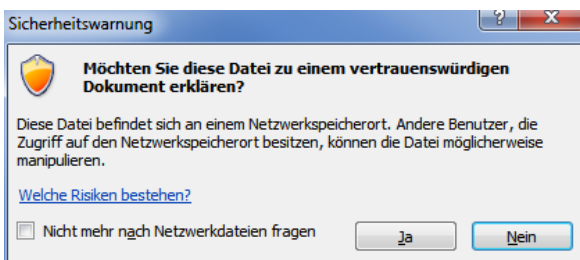 Sicherheitswarnung
Möchten Sie diese Datei zu einem vertrauenswürdigen
Dokument erklären?
Diese Datei befindet sich an einem Netzwerkspeicherort. Andere Benutzer, die
Zugriff auf den Netzwerkspeicherort besitzen, können die Datei möglicherweise
manipulieren.
Welche Risiken bestehen?
Nicht mehr nach Netzwerkdateien fragen
Ja
Nein